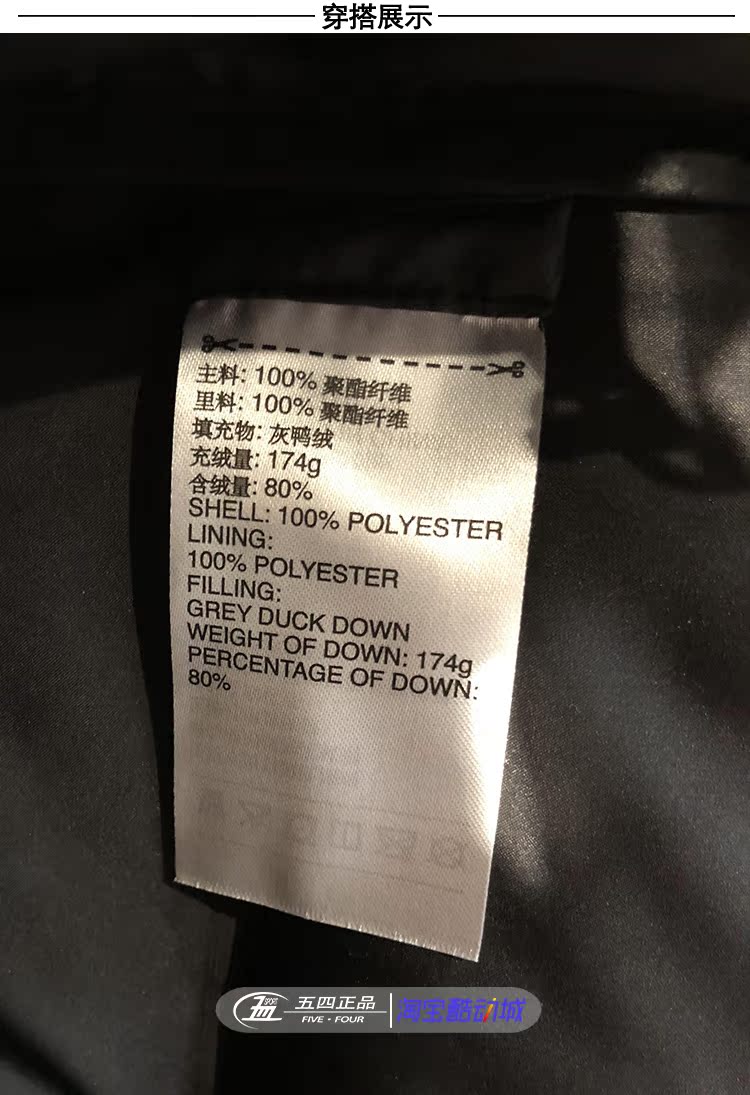 穿搭展示
主料: 100% 聚酯纤维
里料: 100% 聚酯纤维
填充物: 灰鸭绒
充绒量: 174g
含绒量: 80%
SHELL: 100% POLYESTER
LINING:
100% POLYESTER
FILLING:
GREY DUCK DOWN
WEIGHT OF DOWN: 174g
PERCENTAGE OF DOWN:
80%
五四正品
FIVE · FOUR
淘宝酷动城